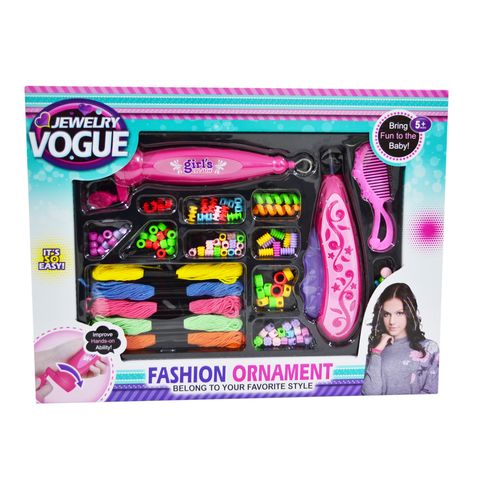 JEWELRY
VOGUE
girl's
Bring 5+
Fun to the
Baby!
IT'S
SO
EASY!
Improve
Hands-on
Ability!
FASHION ORNAMENT
BELONG TO YOUR FAVORITE STYLE